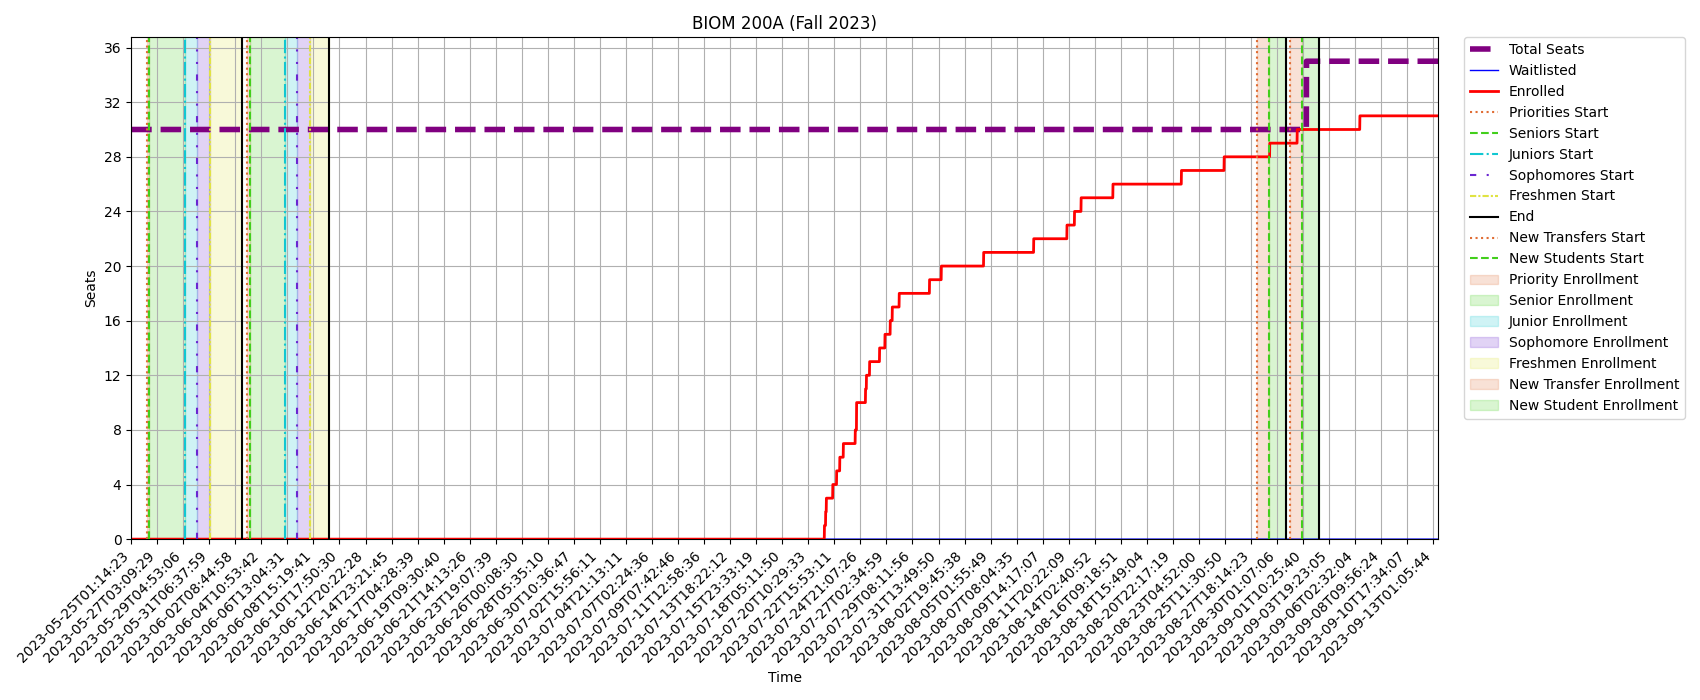 BIOM 200A (Fall 2023)
Seats
36
32
28
24
20
16
12
8
4
0
2023-05-25T01:14:23
2023-05-27T03:09:29
2023-05-29T04:53:06
2023-05-31T06:37:59
2023-06-02T08:44:58
2023-06-04T10:53:42
2023-06-06T13:04:31
2023-06-08T15:19:41
2023-06-10T17:50:30
2023-06-12T20:22:28
2023-06-14T23:21:45
2023-06-17T04:28:39
2023-06-19T09:30:40
2023-06-21T14:13:26
2023-06-23T19:07:39
2023-06-26T00:08:30
2023-06-28T05:35:10
2023-06-30T10:36:47
2023-07-02T15:56:11
2023-07-04T21:13:11
2023-07-07T02:24:36
2023-07-09T07:42:46
2023-07-11T12:58:36
2023-07-13T18:22:12
2023-07-15T23:33:19
2023-07-18T05:11:50
2023-07-20T10:29:33
2023-07-22T15:53:11
2023-07-24T21:07:26
2023-07-27T02:34:59
2023-07-29T08:11:56
2023-07-31T13:49:50
2023-08-02T19:45:38
2023-08-05T01:55:49
2023-08-07T08:04:35
2023-08-09T14:17:07
2023-08-11T20:22:09
2023-08-14T02:40:52
2023-08-16T09:18:51
2023-08-18T15:49:04
2023-08-20T22:17:19
2023-08-23T04:52:00
2023-08-25T11:30:50
2023-08-27T18:14:23
2023-08-30T01:07:06
2023-09-01T10:25:40
2023-09-03T19:23:05
2023-09-06T02:32:04
2023-09-08T09:56:24
2023-09-10T17:34:07
2023-09-13T01:05:44
Time
Total Seats
Waitlisted
Enrolled
Priorities Start
Seniors Start
Juniors Start
Sophomores Start
Freshmen Start
End
New Transfers Start
New Students Start
Priority Enrollment
Senior Enrollment
Junior Enrollment
Sophomore Enrollment
Freshmen Enrollment
New Transfer Enrollment
New Student Enrollment